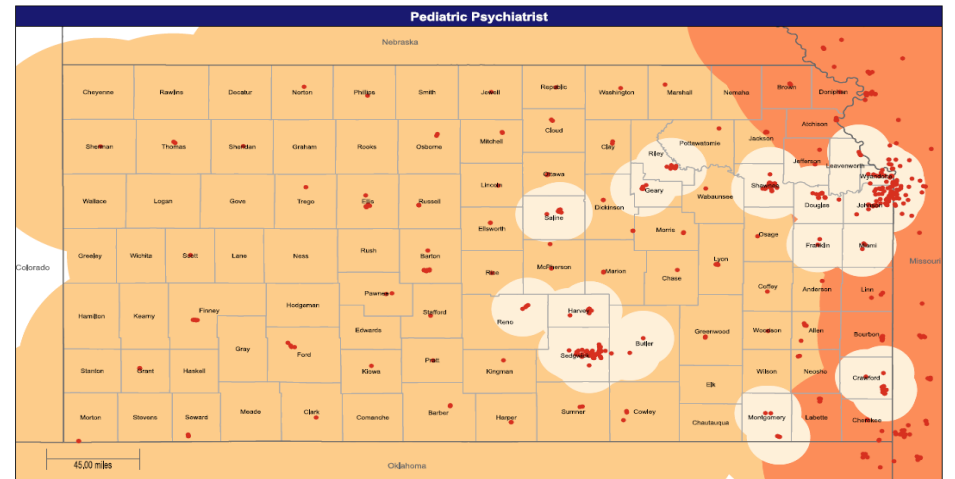 Pediatric Psychiatrist
Nebraska
Cheyenne Rawlins Decatur Norton Phillips Smith Jewell Republic Washington Marshall Nemaha Brown Doniphan
Atchison
Sherman Thomas Sheridan Graham Rooks Osborne Mitchell Cloud Clay Riley Pottawatomie Jackson Jefferson Leavenworth
Wyandotte
Wallace Logan Gove Trego Ellis Russell Lincoln Ottawa Geary Wabaunsee Shawnee Douglas Johnson
Ellsworth Saline Dickinson Morris Osage Franklin Miami
Colorado Greeley Wichita Scott Lane Ness Rush Barton Rice McPherson Marion Chase Lyon Coffey Anderson Linn Missouri
Hamilton Kearny Finney Hodgeman Pawnee Stafford Reno Harvey
Gray Ford Edwards Sedgwick Butler Greenwood Woodson Allen Bourbon
Stanton Grant Haskell Kiowa Pratt Kingman Elk Wilson Neosho Crawford
Morton Stevens Seward Meade Clark Comanche Barber Harper Sumner Cowley Chautauqua Montgomery Labette Cherokee
45,00 miles
Oklahoma